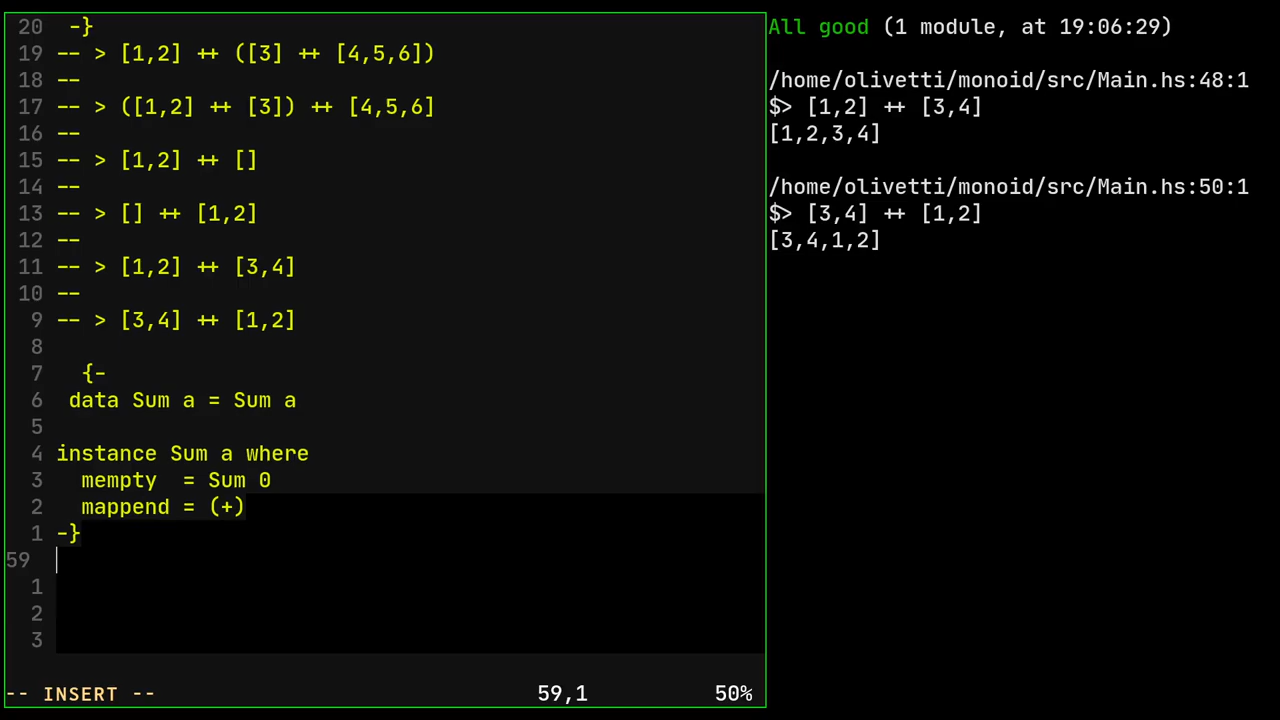 20  -}
19 -- > [1,2] ++ ([3] ++ [4,5,6])
18 --
17 -- > ([1,2] ++ [3]) ++ [4,5,6]
16 --
15 -- > [1,2] ++ []
14 --
13 -- > [] ++ [1,2]
12 --
11 -- > [1,2] ++ [3,4]
10 --
9 -- > [3,4] ++ [1,2]
8
7   {-
6  data Sum a = Sum a
5
4 instance Sum a where
3   mempty  = Sum 0
2   mappend = (+)
1 -}
59
1
2
3
-- INSERT -- 59,1 50%
All good (1 module, at 19:06:29)
/home/olivetti/monoid/src/Main.hs:48:1
$> [1,2] ++ [3,4]
[1,2,3,4]
/home/olivetti/monoid/src/Main.hs:50:1
$> [3,4] ++ [1,2]
[3,4,1,2]